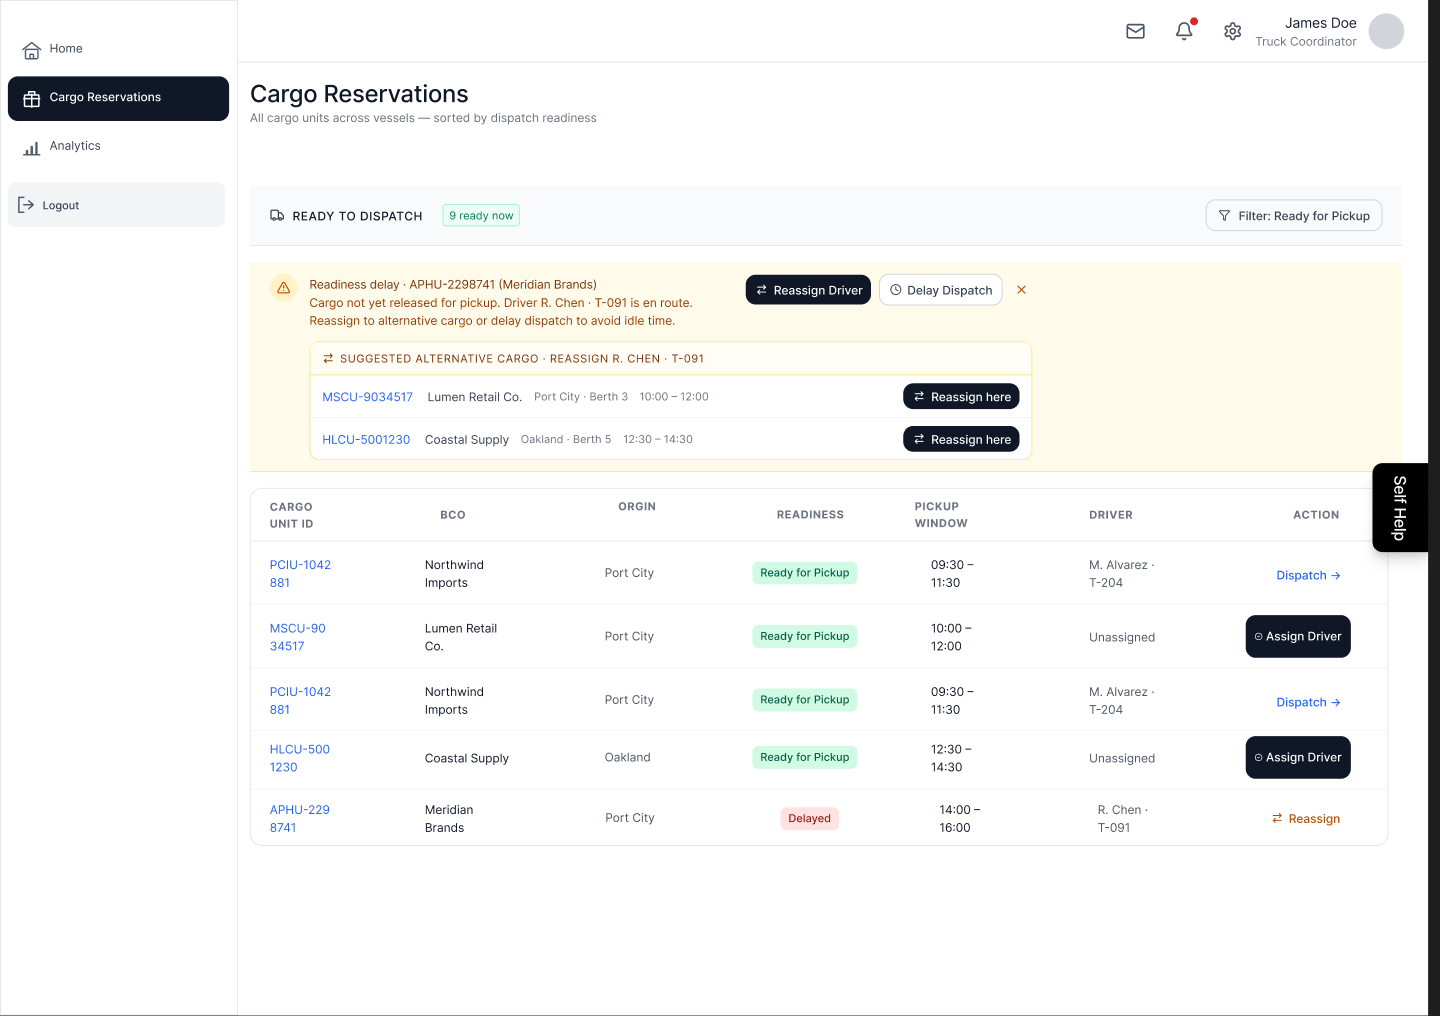 James Doe
Truck Coordinator
Home
Cargo Reservations
Analytics
Logout
Cargo Reservations
All cargo units across vessels — sorted by dispatch readiness
READY TO DISPATCH
9 ready now
Filter: Ready for Pickup
Readiness delay · APHU-2298741 (Meridian Brands)
Cargo not yet released for pickup. Driver R. Chen · T-091 is en route.
Reassign to alternative cargo or delay dispatch to avoid idle time.
Reassign Driver
Delay Dispatch
SUGGESTED ALTERNATIVE CARGO · REASSIGN R. CHEN · T-091
MSCU-9034517 Lumen Retail Co. Port City · Berth 3 10:00 – 12:00
Reassign here
HLCU-5001230 Coastal Supply Oakland · Berth 5 12:30 – 14:30
Reassign here
Self Help
CARGO
UNIT ID
BCO
ORGIN
READINESS
PICKUP
WINDOW
DRIVER
ACTION
PCIU-1042
881
Northwind
Imports
Port City
Ready for Pickup
09:30 –
11:30
M. Alvarez ·
T-204
Dispatch →
MSCU-90
34517
Lumen Retail
Co.
Port City
Ready for Pickup
10:00 –
12:00
Unassigned
Assign Driver
PCIU-1042
881
Northwind
Imports
Port City
Ready for Pickup
09:30 –
11:30
M. Alvarez ·
T-204
Dispatch →
HLCU-500
1230
Coastal Supply
Oakland
Ready for Pickup
12:30 –
14:30
Unassigned
Assign Driver
APHU-229
8741
Meridian
Brands
Port City
Delayed
14:00 –
16:00
R. Chen ·
T-091
Reassign